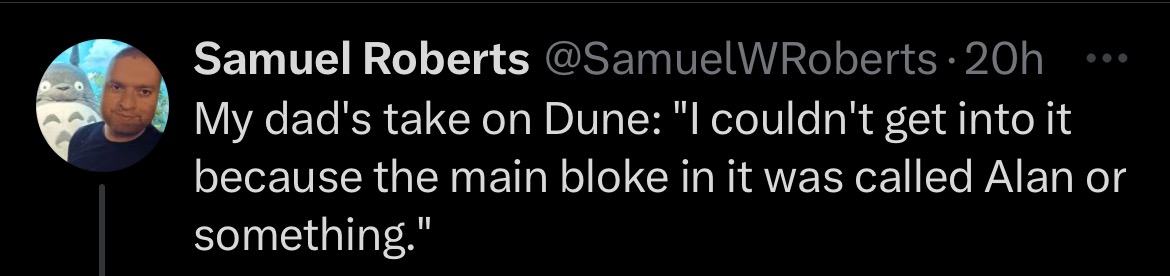 Samuel Roberts @SamuelWRoberts · 20h
My dad's take on Dune: "I couldn't get into it
because the main bloke in it was called Alan or
something."